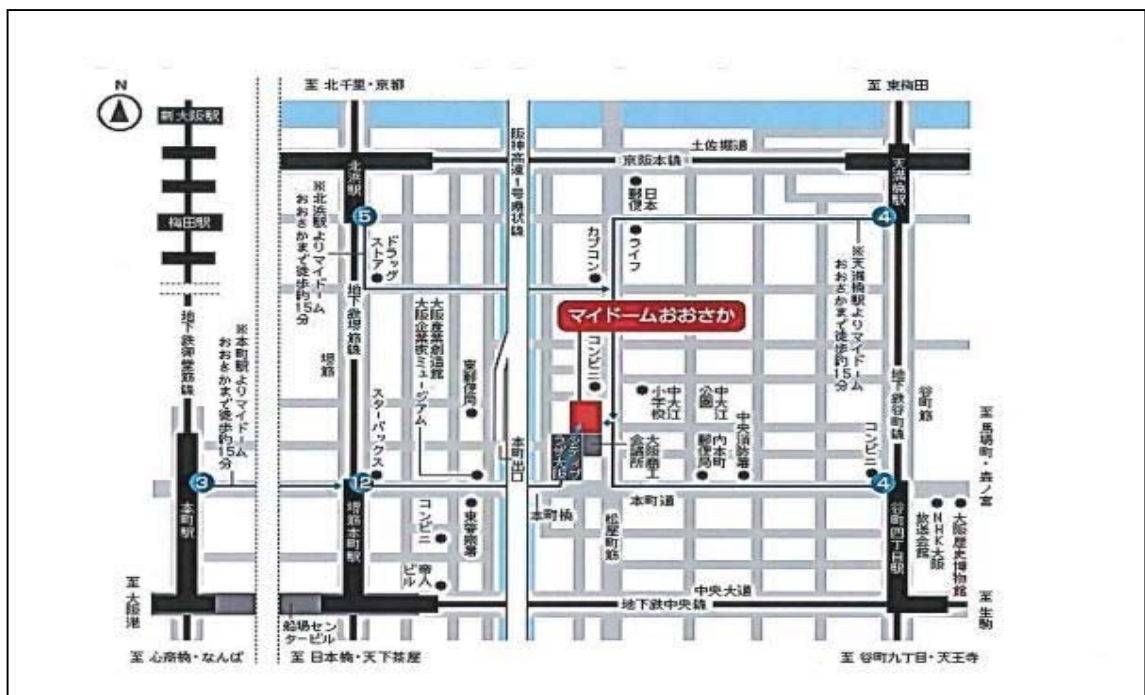 N
至 北千里・京都
至 東梅田
新大阪駅
阪神高速1号環状線
土佐堀通
京阪本線
北浜駅
天満橋駅
日本
郵便
梅田駅
※北浜駅よりマイドーム
おおさかまで徒歩約15分
5
4
ドラッグ
ストア
カプコン
ライフ
※天満橋駅よりマイドーム
おおさかまで徒歩約15分
マイドームおおさか
地下鉄御堂筋線
※本町駅よりマイドーム
おおさかまで徒歩約15分
地下鉄堺筋線
堺筋
大阪産業創造館
大阪企業家ミュージアム
東郵便局
コンビニ
中大江
小学校
中大江
公園
地下鉄谷町線
谷町筋
スターバックス
本町出口
大阪商工
会議所
内本町
郵便局
中央消防署
コンビニ
至 馬場町・森ノ宮
3
12
4
本町駅
堺筋本町駅
コンビニ
東警察署
本町橋
松屋町筋
本町通
谷町四丁目駅
NHK大阪
放送会館
大阪歴史博物館
帝人
ビル
中央大通
至 大阪港
地下鉄中央線
至 生駒
船場セン
タービル
至 心斎橋・なんば
至 日本橋・天下茶屋
至 谷町九丁目・天王寺